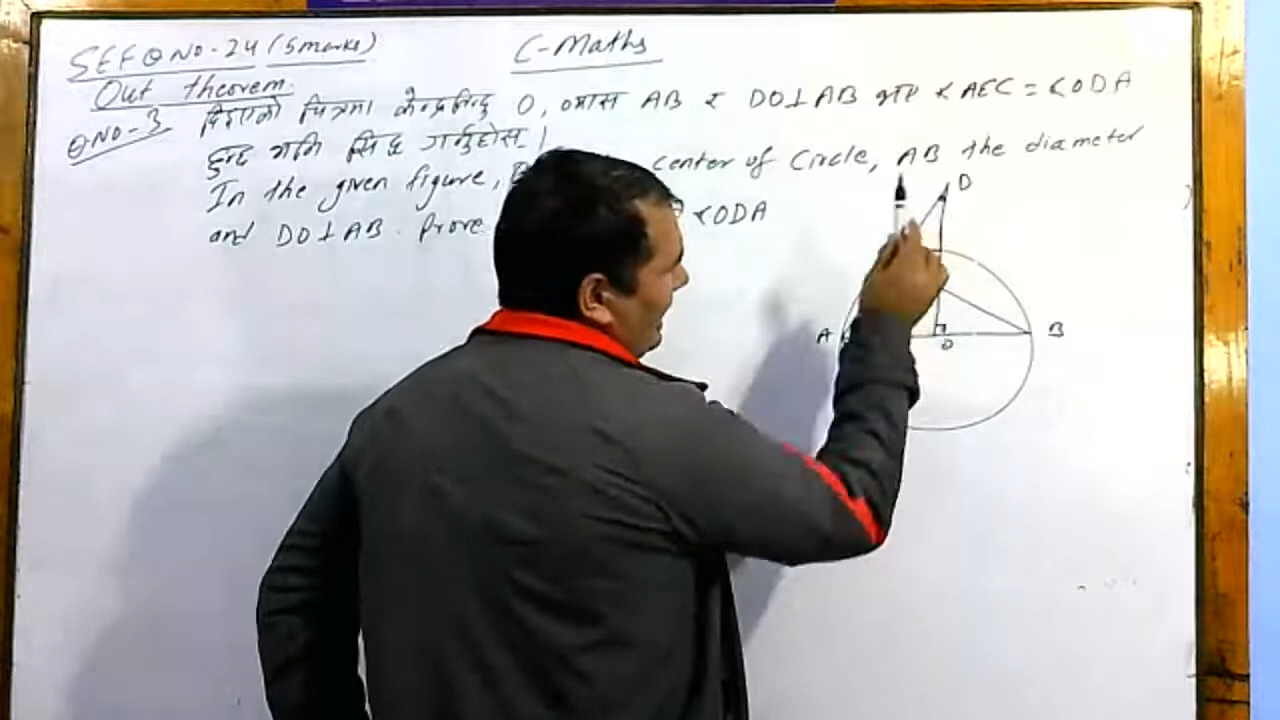 SEE Q NO-24 (5 marks)
C-Maths
Out theorem.
QNO-3 दिइएको चित्रमा केन्द्रबिन्दु O, व्यास AB र DO⊥AB भए ∢AEC = ∢ODA
हुन्छ भनि सिद्ध गर्नुहोस् ।
In the given figure, center of Circle, AB the diameter
and DO⊥AB. Prove ∢ODA
D
A
O
B